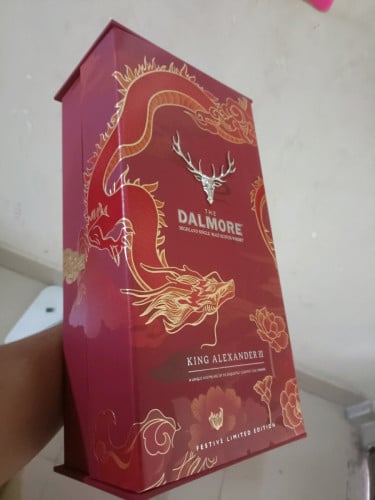 THE
DALMORE
HIGHLAND SINGLE MALT SCOTCH WHISKY
KING ALEXANDER III
FESTIVE LIMITED EDITION